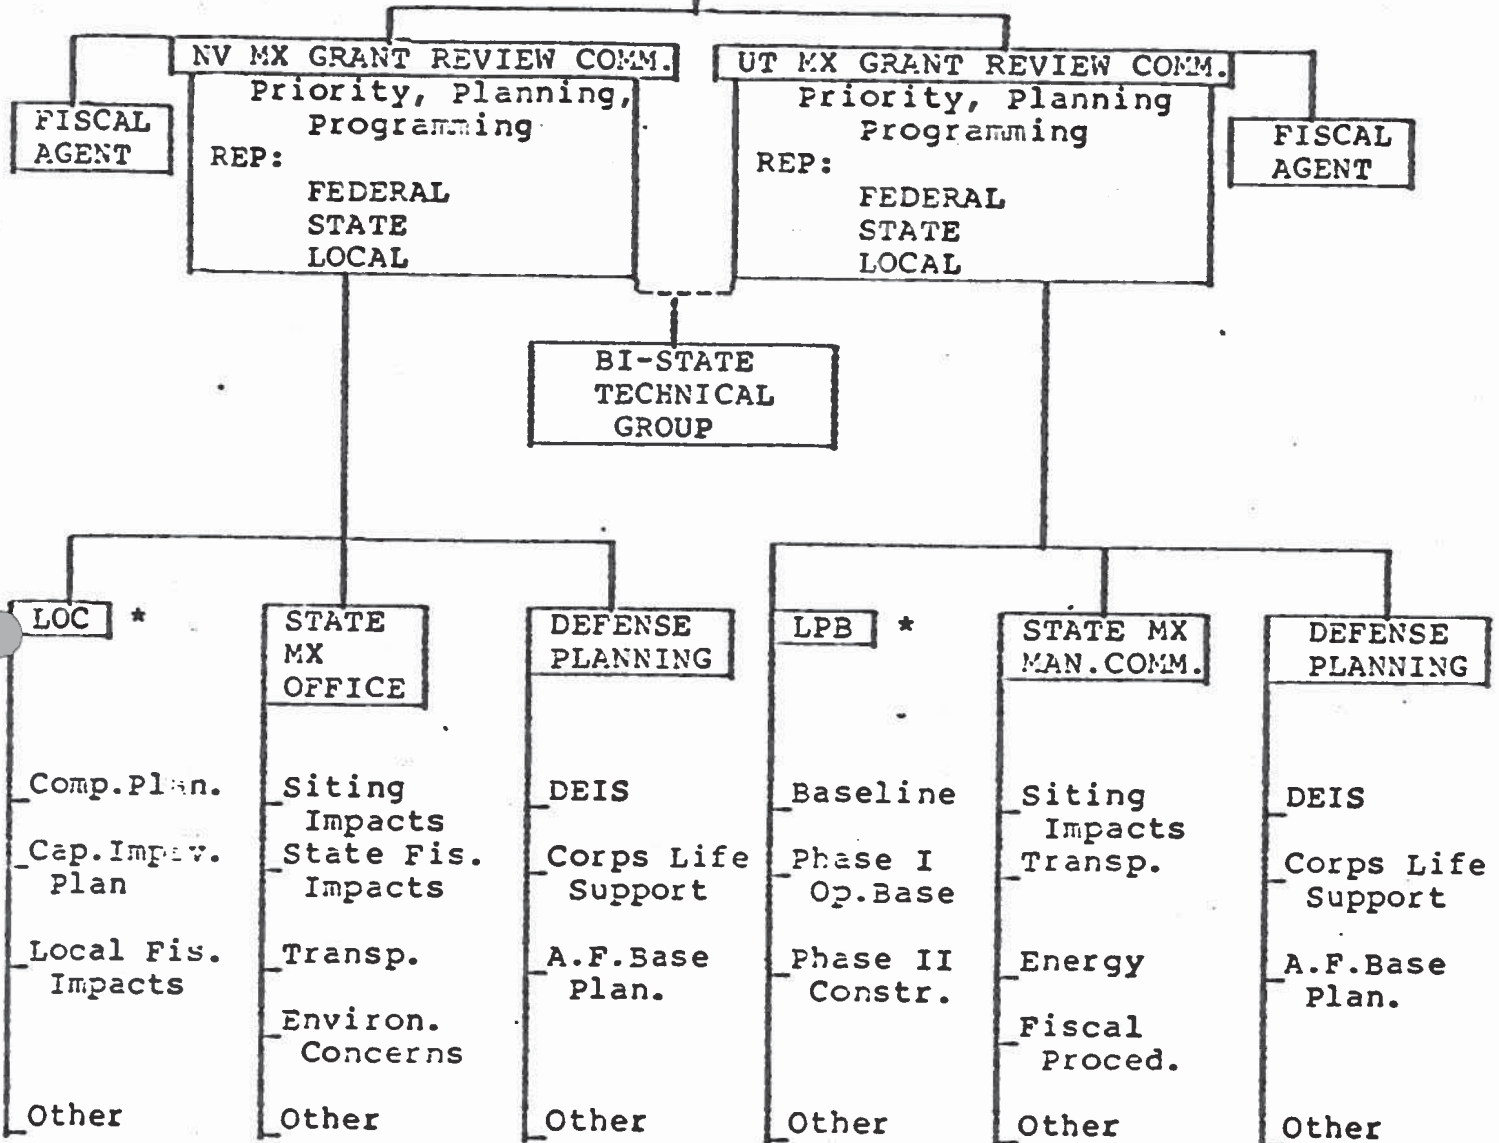 NV MX GRANT REVIEW COMM.
Priority, Planning,
Programming
REP:
FEDERAL
STATE
LOCAL
FISCAL
AGENT
UT MX GRANT REVIEW COMM.
Priority, Planning
Programming
REP:
FEDERAL
STATE
LOCAL
FISCAL
AGENT
BI-STATE
TECHNICAL
GROUP
LOC *
Comp.Plan.
Cap.Imprv.
Plan
Local Fis.
Impacts
Other
STATE
MX
OFFICE
Siting
Impacts
State Fis.
Impacts
Transp.
Environ.
Concerns
Other
DEFENSE
PLANNING
DEIS
Corps Life
Support
A.F.Base
Plan.
Other
LPB *
Baseline
Phase I
Op.Base
Phase II
Constr.
Other
STATE MX
MAN.COMM.
Siting
Impacts
Transp.
Energy
Fiscal
Proced.
Other
DEFENSE
PLANNING
DEIS
Corps Life
Support
A.F.Base
Plan.
Other